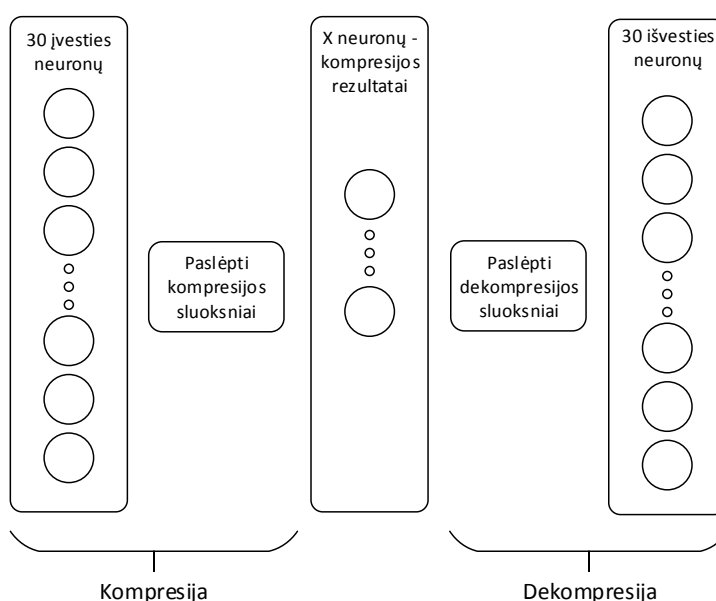 30 įvesties
neuronų
X neuronų -
kompresijos
rezultatai
30 išvesties
neuronų
Paslėpti
kompresijos
sluoksniai
Paslėpti
dekompresijos
sluoksniai
Kompresija
Dekompresija